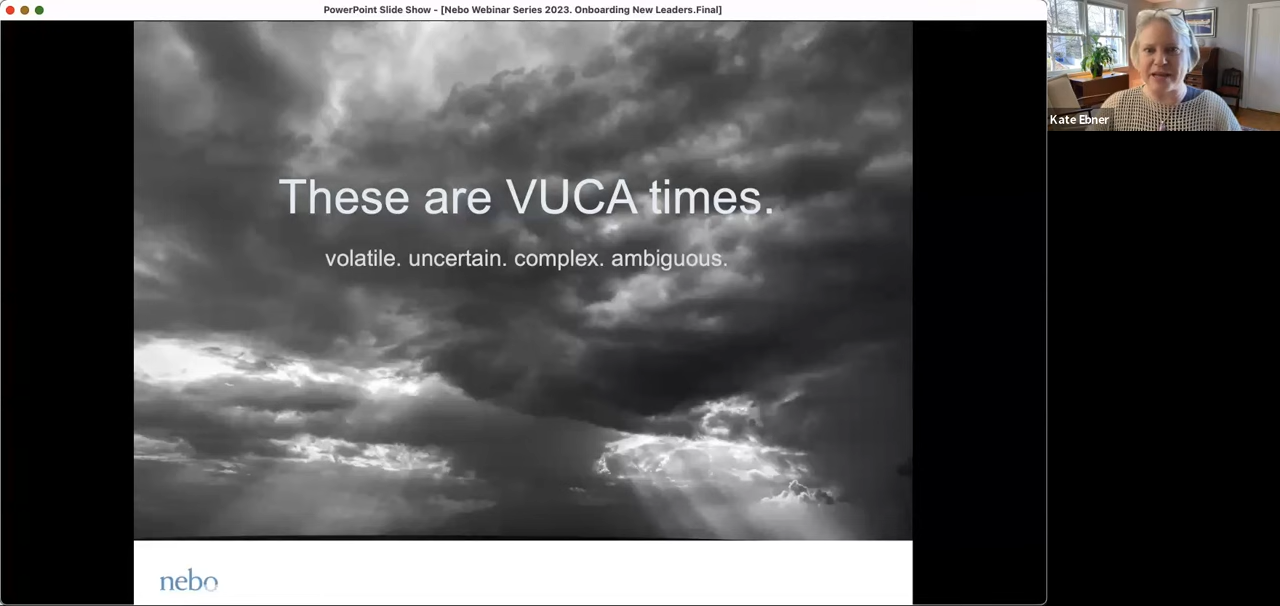 PowerPoint Slide Show - [Nebo Webinar Series 2023. Onboarding New Leaders.Final]
Kate Ebner
These are VUCA times.
volatile. uncertain. complex. ambiguous.
nebo